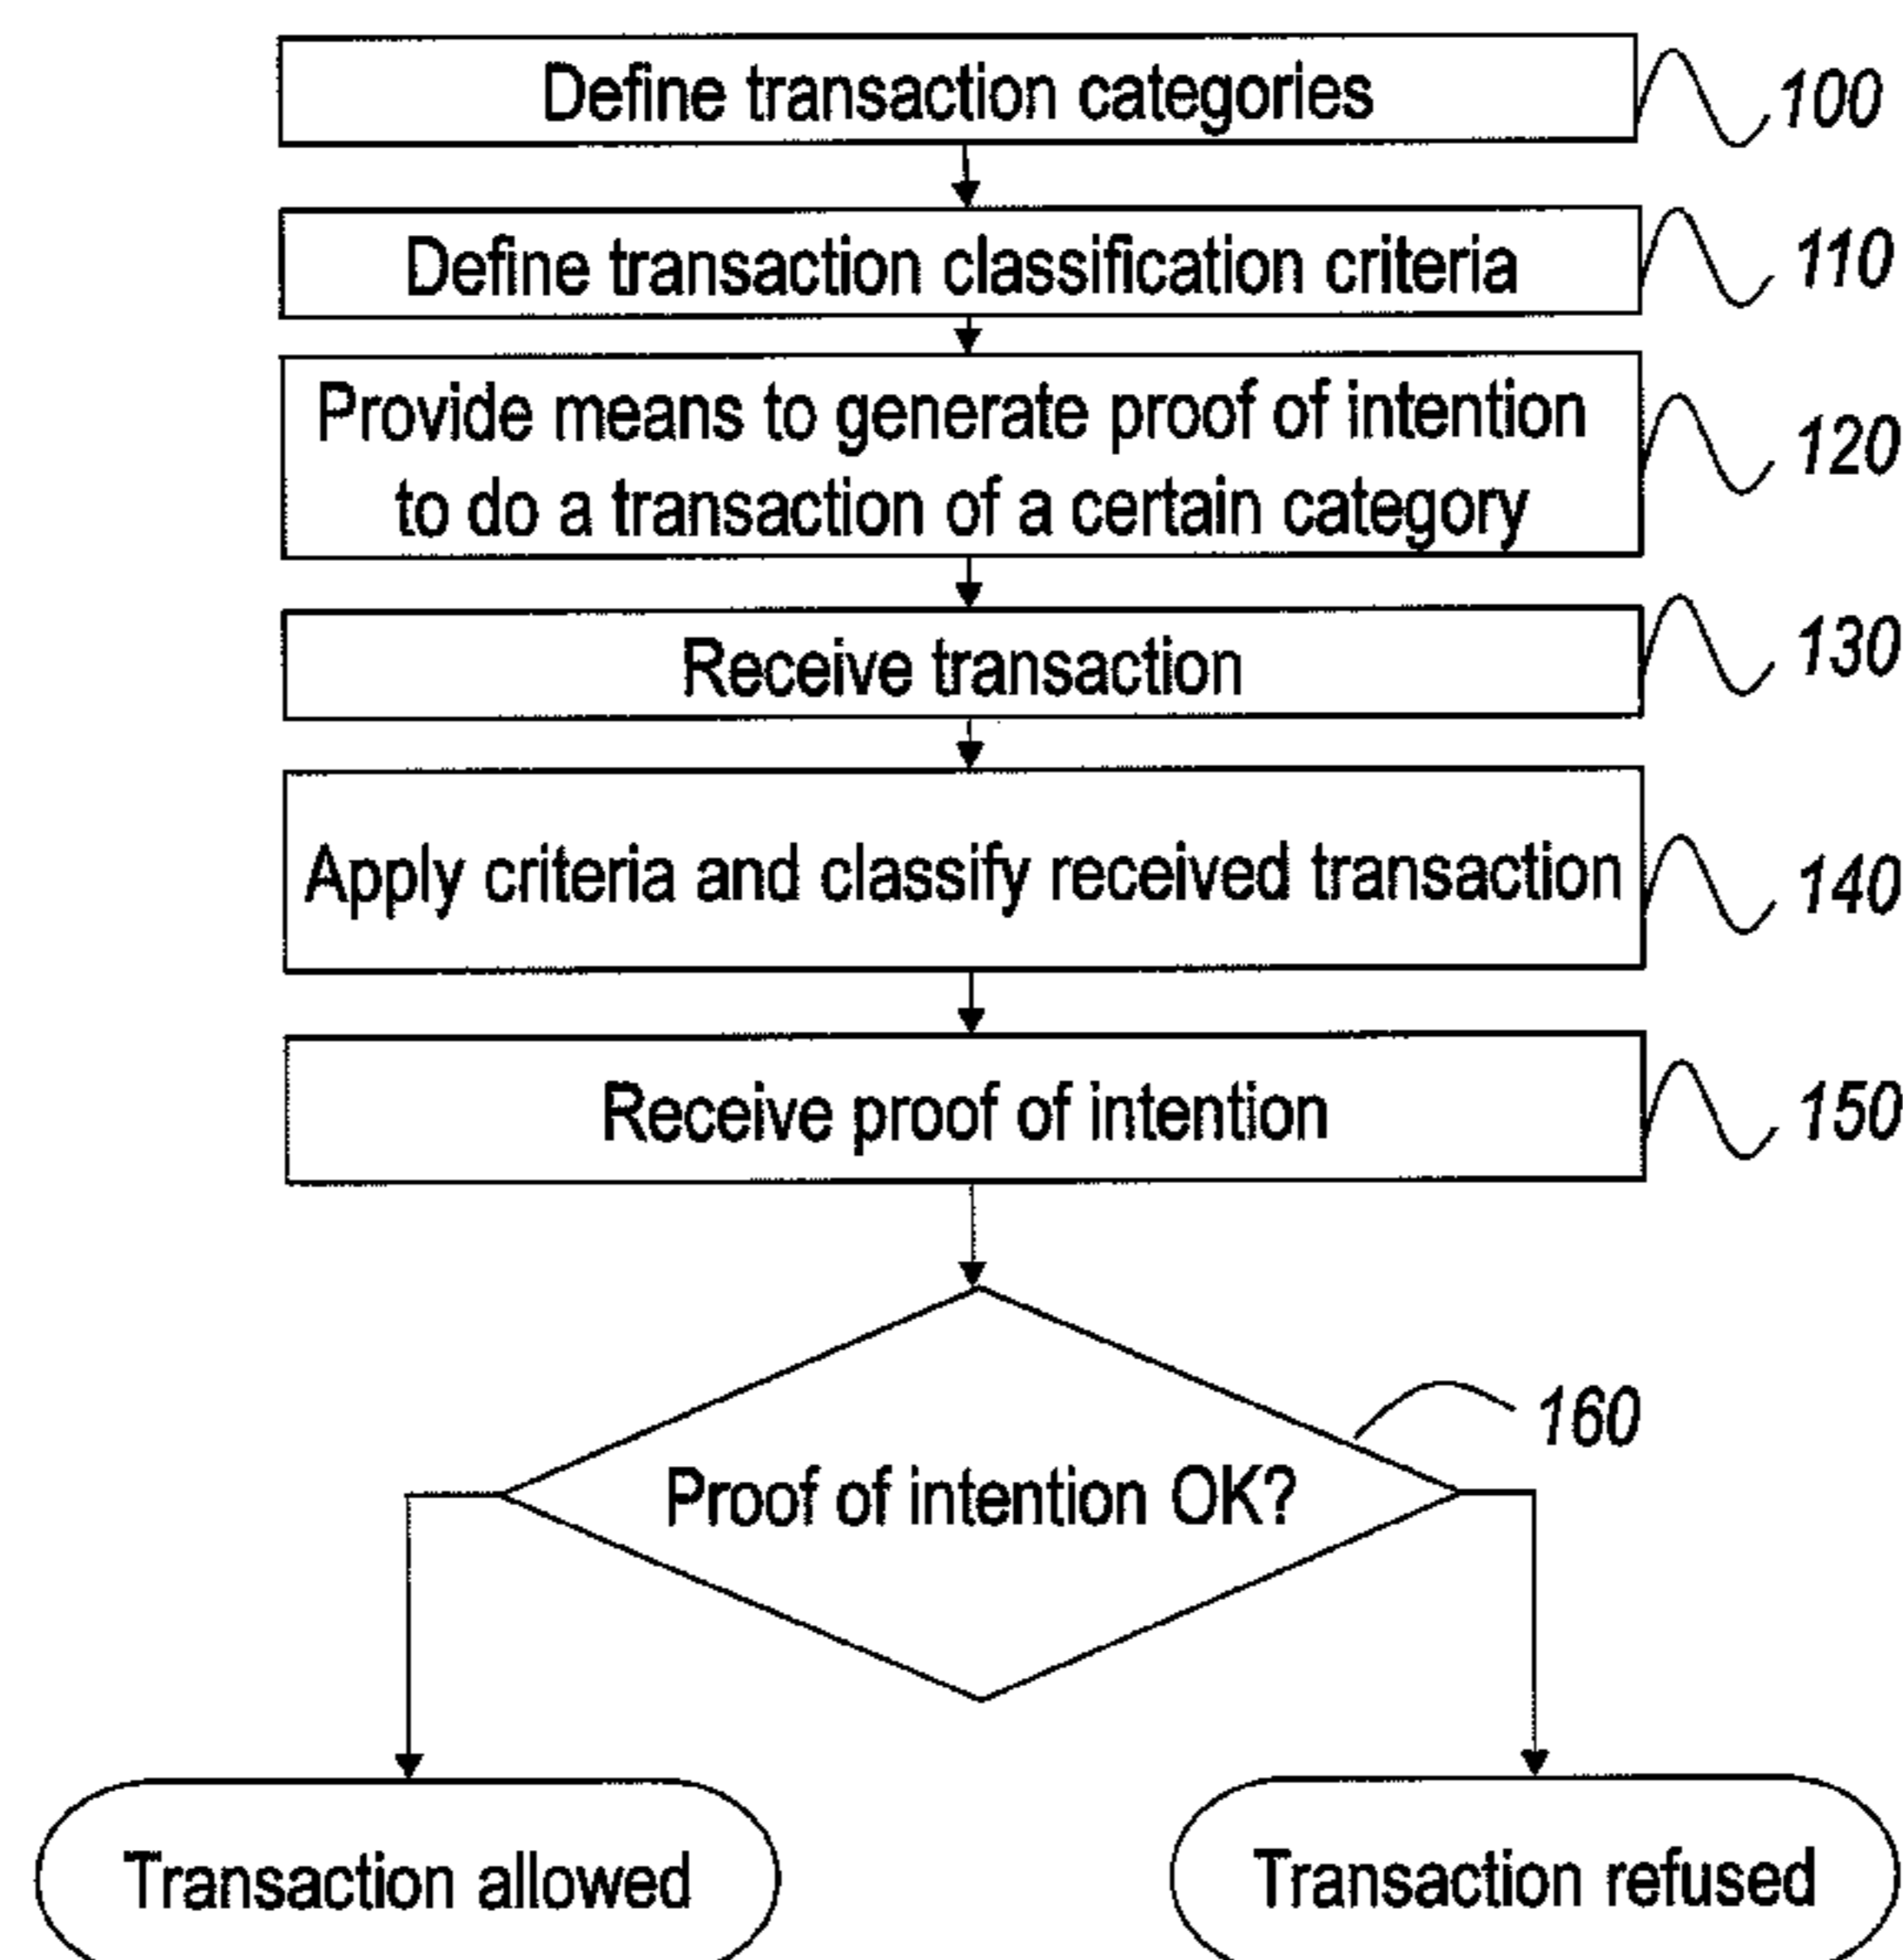 Define transaction categories
100
Define transaction classification criteria
110
Provide means to generate proof of intention
to do a transaction of a certain category
120
Receive transaction
130
Apply criteria and classify received transaction
140
Receive proof of intention
150
160
Proof of intention OK?
Transaction allowed
Transaction refused